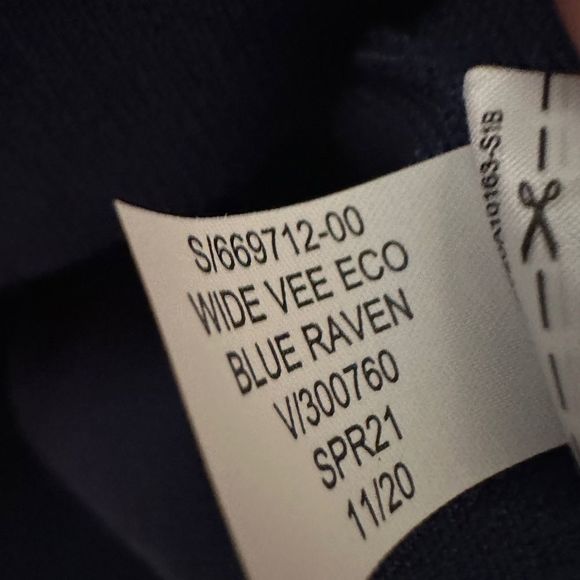 S/669712-00
WIDE VEE ECO
BLUE RAVEN
V/300760
SPR21
11/20